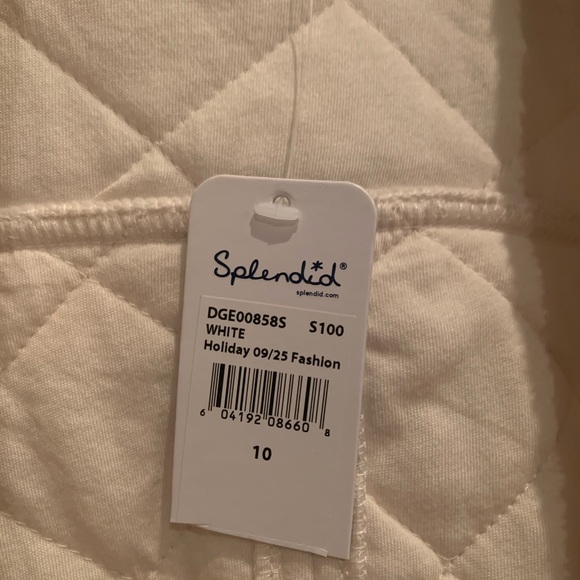 Splendid®
splendid.com
DGE00858S S100
WHITE
Holiday 09/25 Fashion
6 04192 08660 8
10